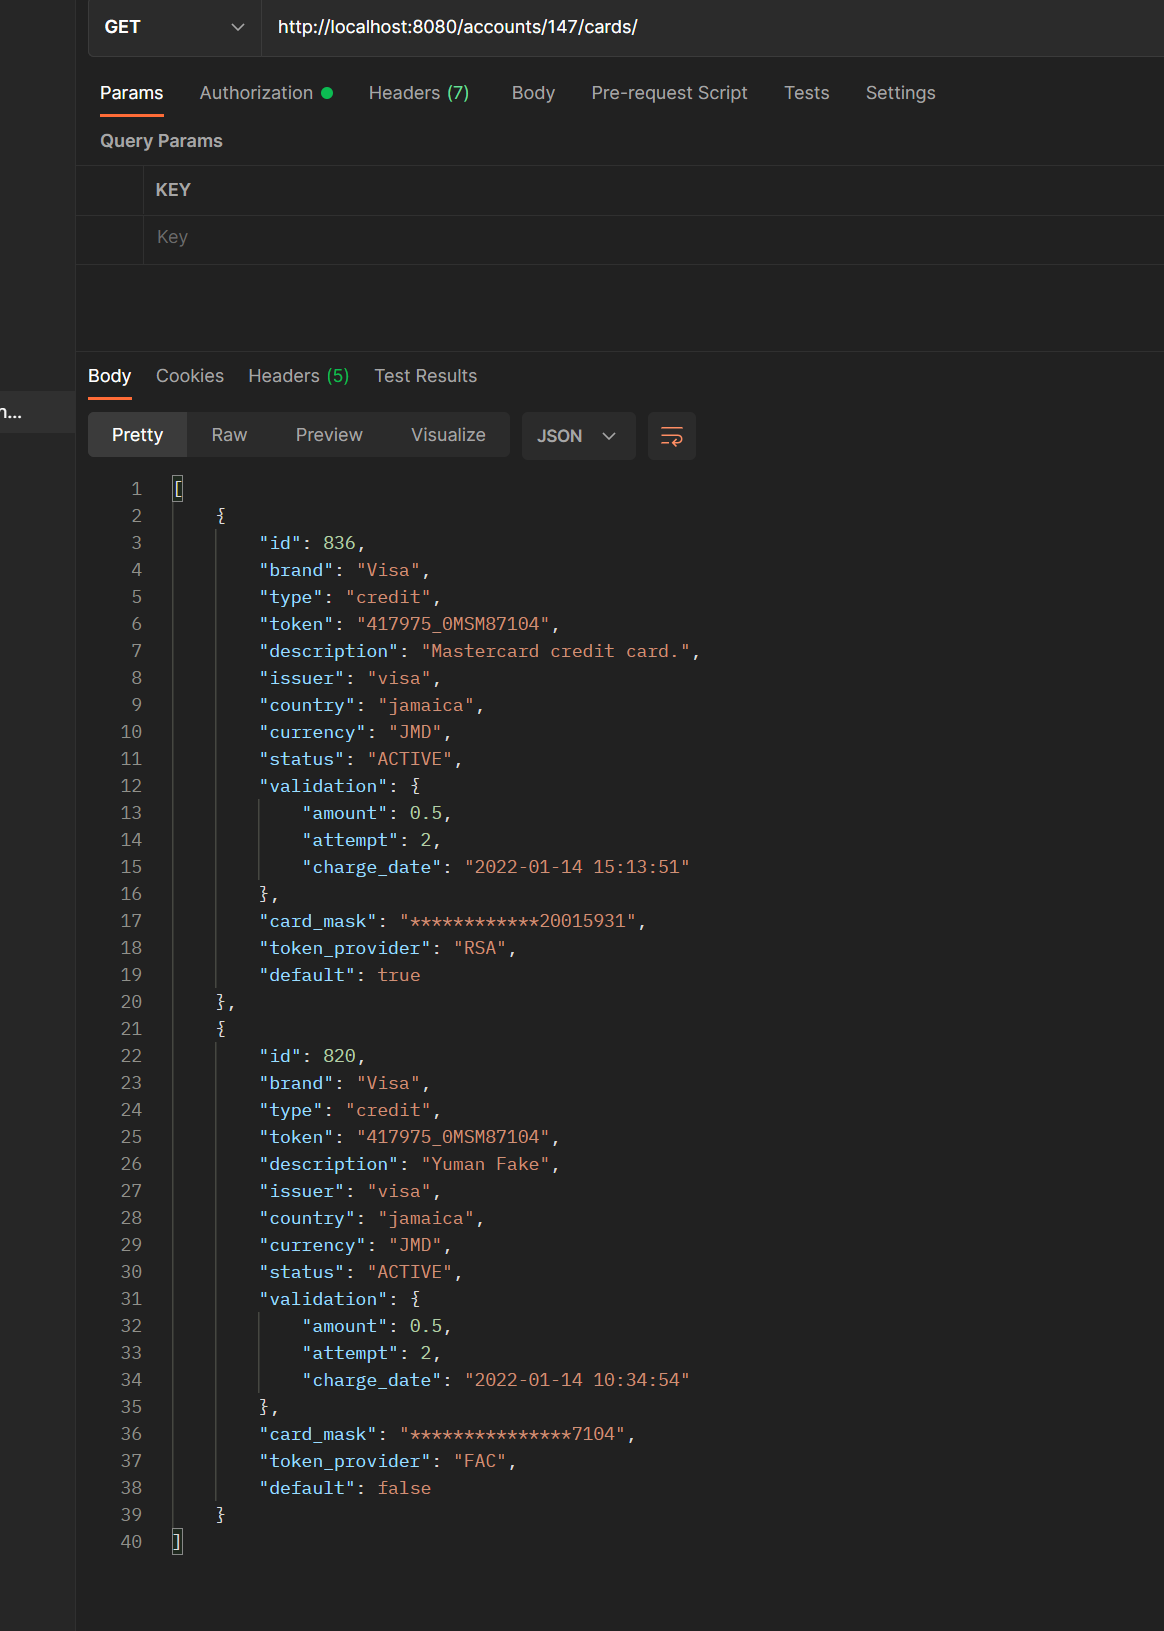 GET http://localhost:8080/accounts/147/cards/
Params Authorization Headers (7) Body Pre-request Script Tests Settings
Query Params
KEY
Key
Body Cookies Headers (5) Test Results
n...
Pretty Raw Preview Visualize JSON
1 [
2 {
3 "id": 836,
4 "brand": "Visa",
5 "type": "credit",
6 "token": "417975_0MSM87104",
7 "description": "Mastercard credit card.",
8 "issuer": "visa",
9 "country": "jamaica",
10 "currency": "JMD",
11 "status": "ACTIVE",
12 "validation": {
13 "amount": 0.5,
14 "attempt": 2,
15 "charge_date": "2022-01-14 15:13:51"
16 },
17 "card_mask": "************20015931",
18 "token_provider": "RSA",
19 "default": true
20 },
21 {
22 "id": 820,
23 "brand": "Visa",
24 "type": "credit",
25 "token": "417975_0MSM87104",
26 "description": "Yuman Fake",
27 "issuer": "visa",
28 "country": "jamaica",
29 "currency": "JMD",
30 "status": "ACTIVE",
31 "validation": {
32 "amount": 0.5,
33 "attempt": 2,
34 "charge_date": "2022-01-14 10:34:54"
35 },
36 "card_mask": "***************7104",
37 "token_provider": "FAC",
38 "default": false
39 }
40 ]